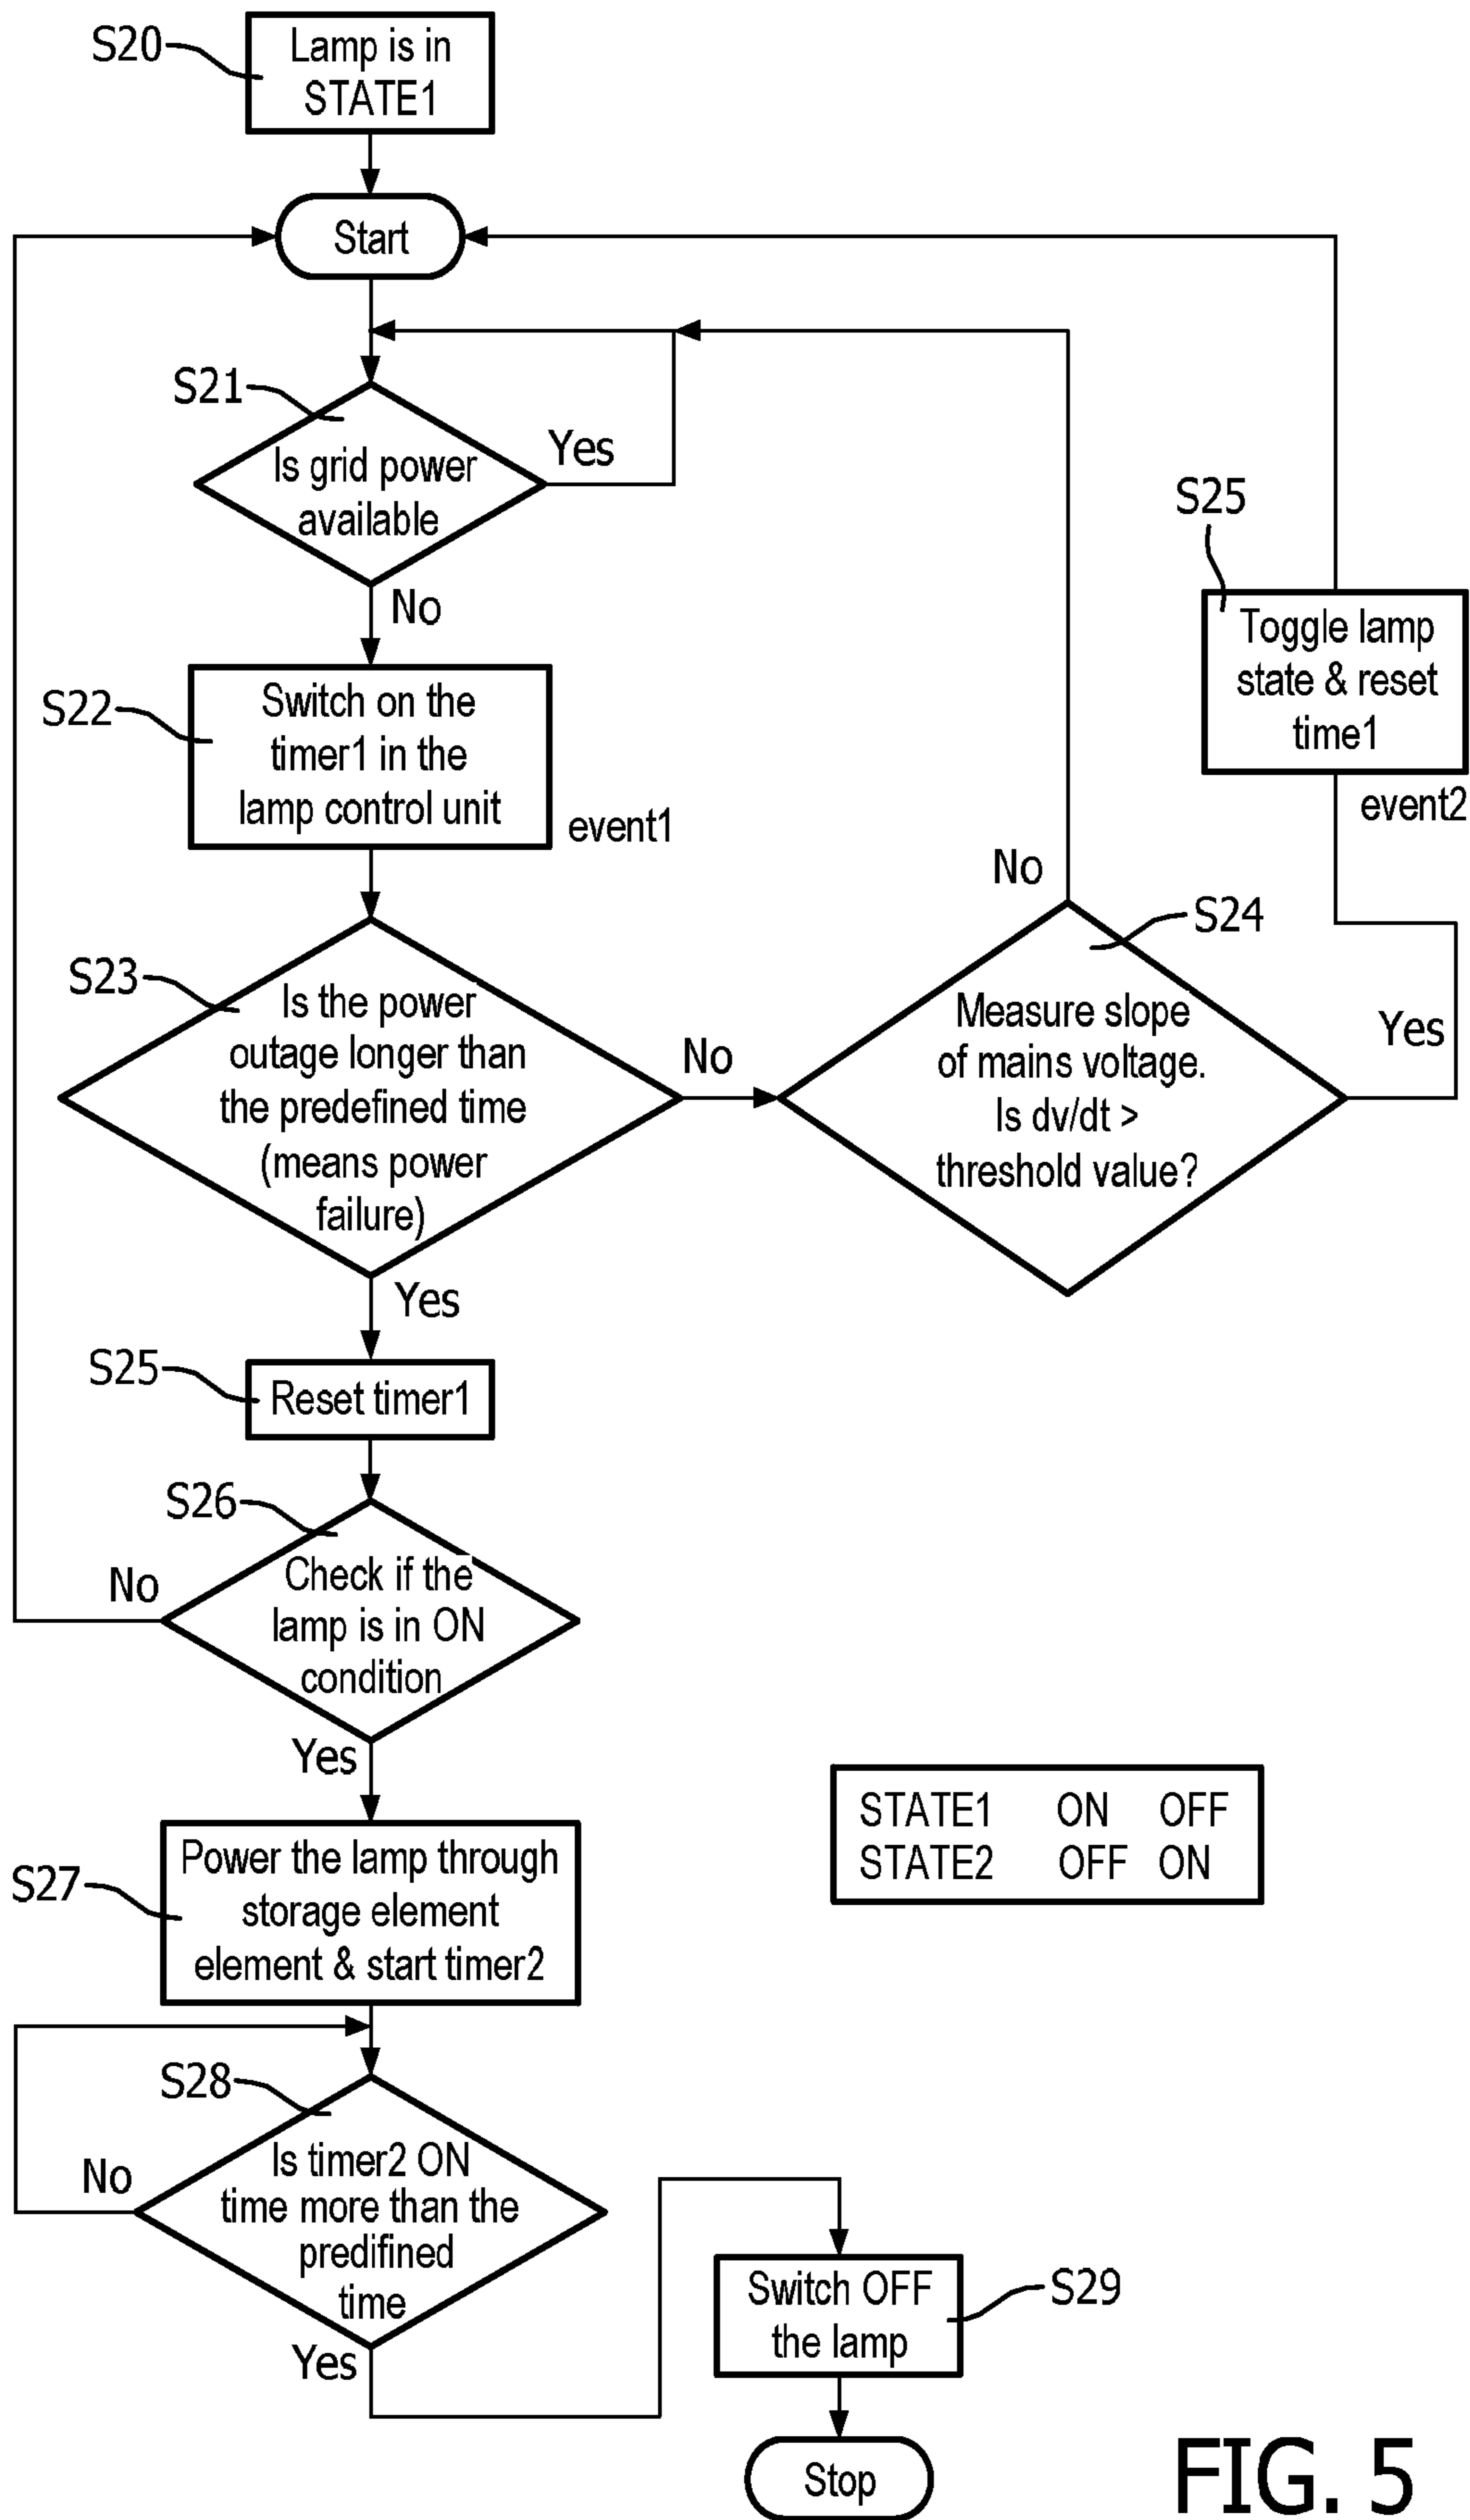 S20
Lamp is in
STATE1
Start
S21
Is grid power
available
Yes
No
S22
Switch on the
timer1 in the
lamp control unit
event1
S25
Toggle lamp
state & reset
time1
event2
S23
Is the power
outage longer than
the predefined time
(means power
failure)
No
S24
Measure slope
of mains voltage.
Is dv/dt >
threshold value?
No
Yes
Yes
S25
Reset timer1
S26
Check if the
lamp is in ON
condition
No
Yes
S27
Power the lamp through
storage element
element & start timer2
STATE1 ON OFF
STATE2 OFF ON
S28
Is timer2 ON
time more than the
predifined
time
No
Yes
Switch OFF
the lamp
S29
Stop
FIG. 5